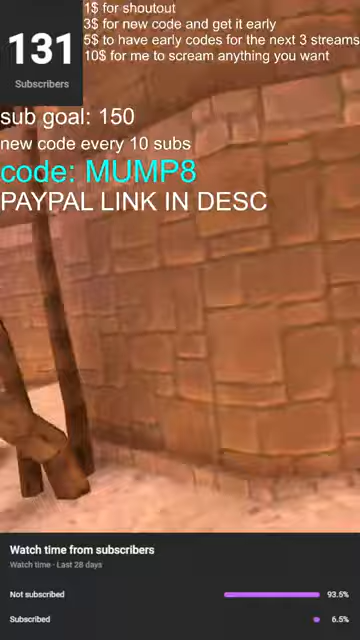 131
Subscribers
1$ for shoutout
3$ for new code and get it early
5$ to have early codes for the next 3 streams
10$ for me to scream anything you want
sub goal: 150
new code every 10 subs
code: MUMP8
PAYPAL LINK IN DESC
Watch time from subscribers
Watch time · Last 28 days
Not subscribed 93.5%
Subscribed 6.5%